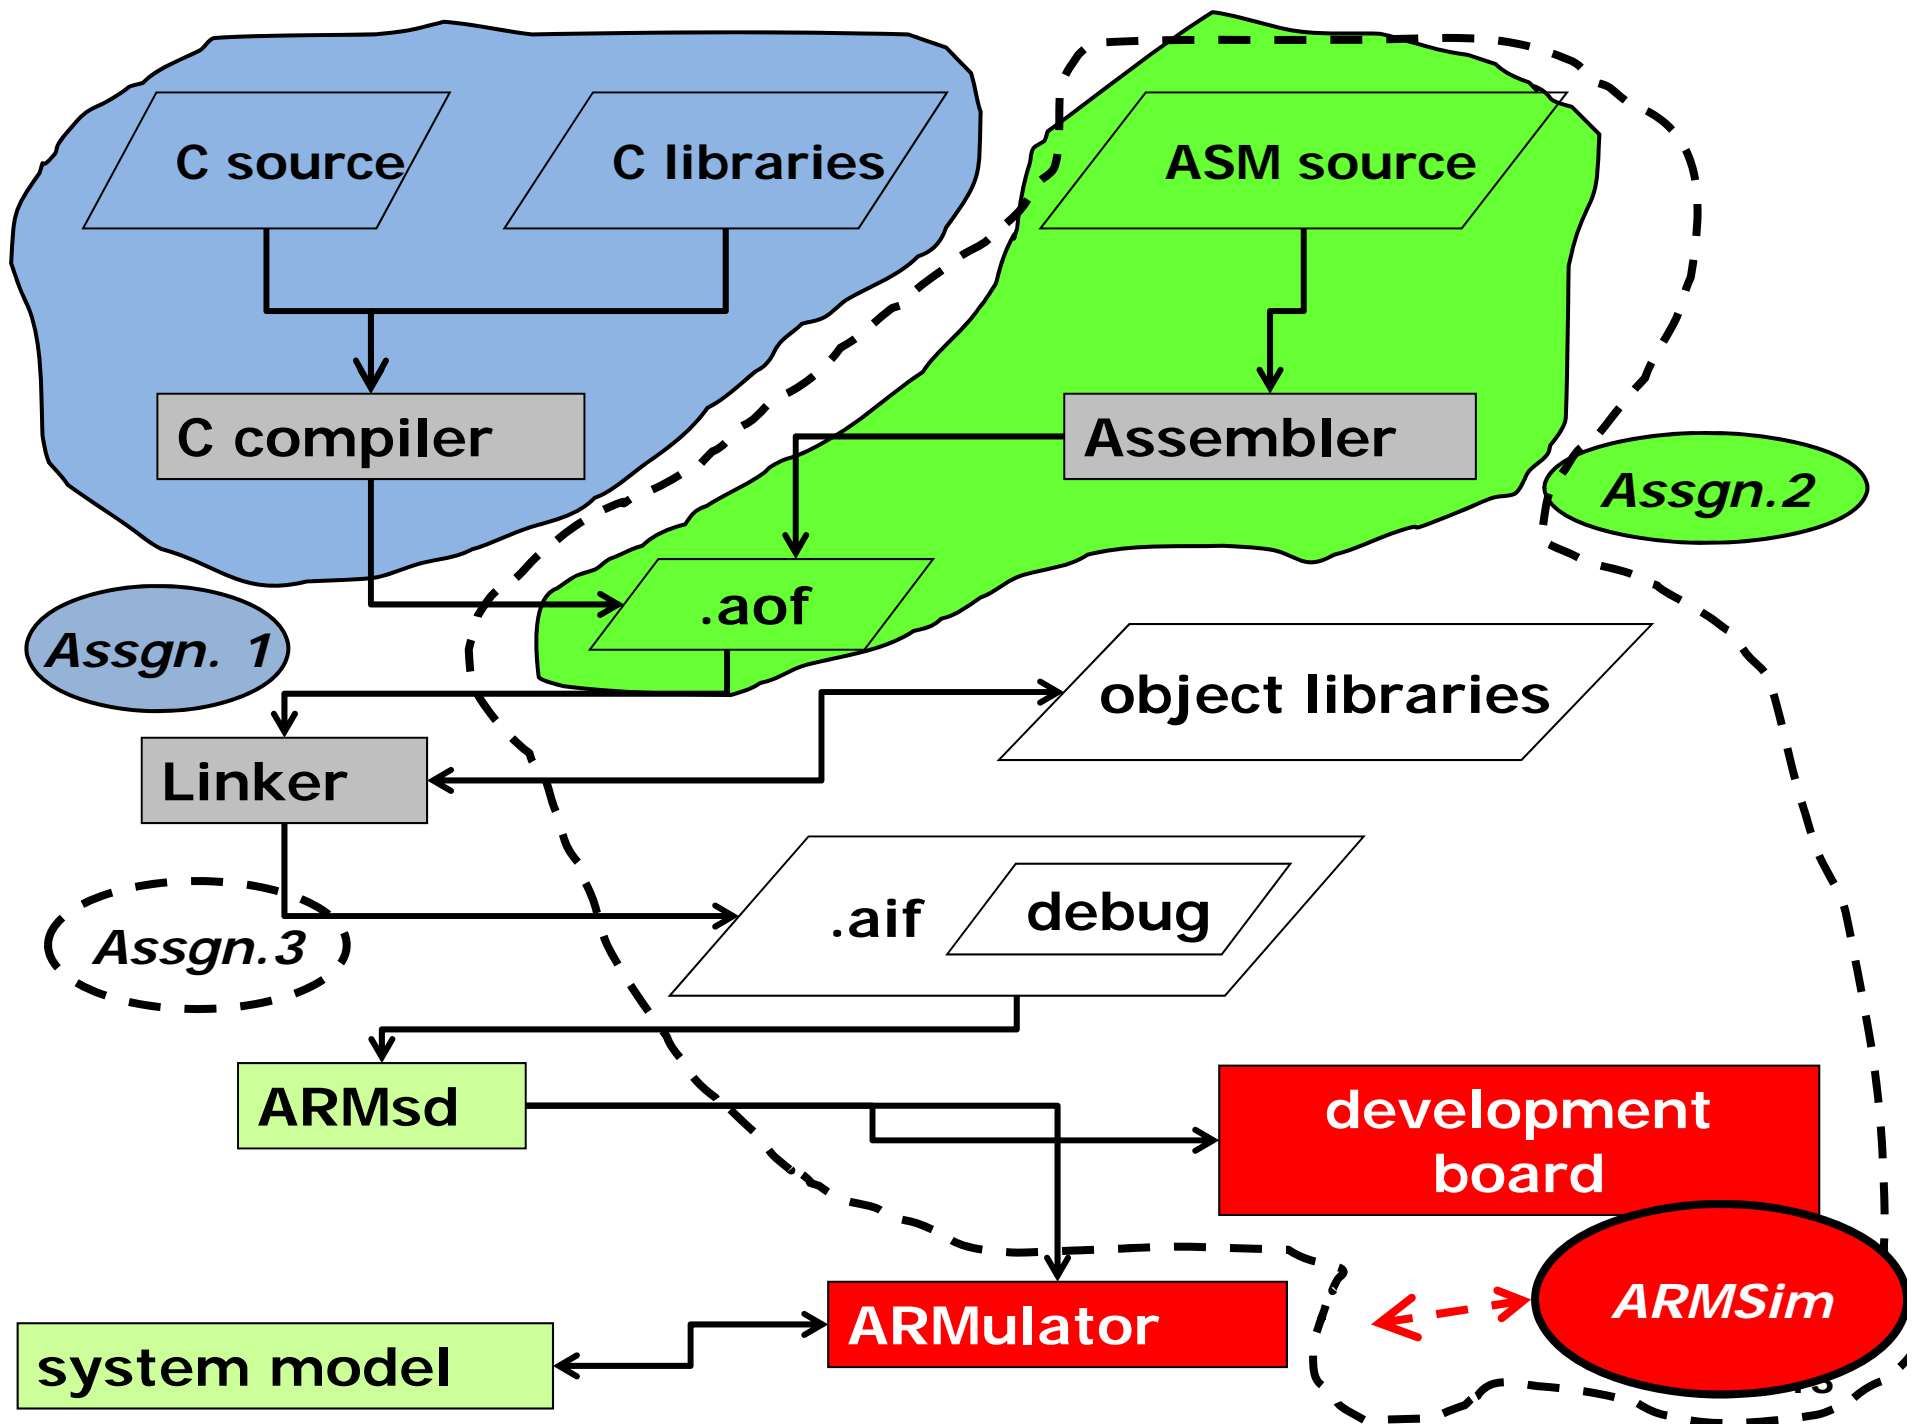 C source
C libraries
ASM source
C compiler
Assembler
Assgn.2
.aof
Assgn. 1
object libraries
Linker
.aif
debug
Assgn.3
ARMsd
development
board
ARMSim
ARMulator
system model